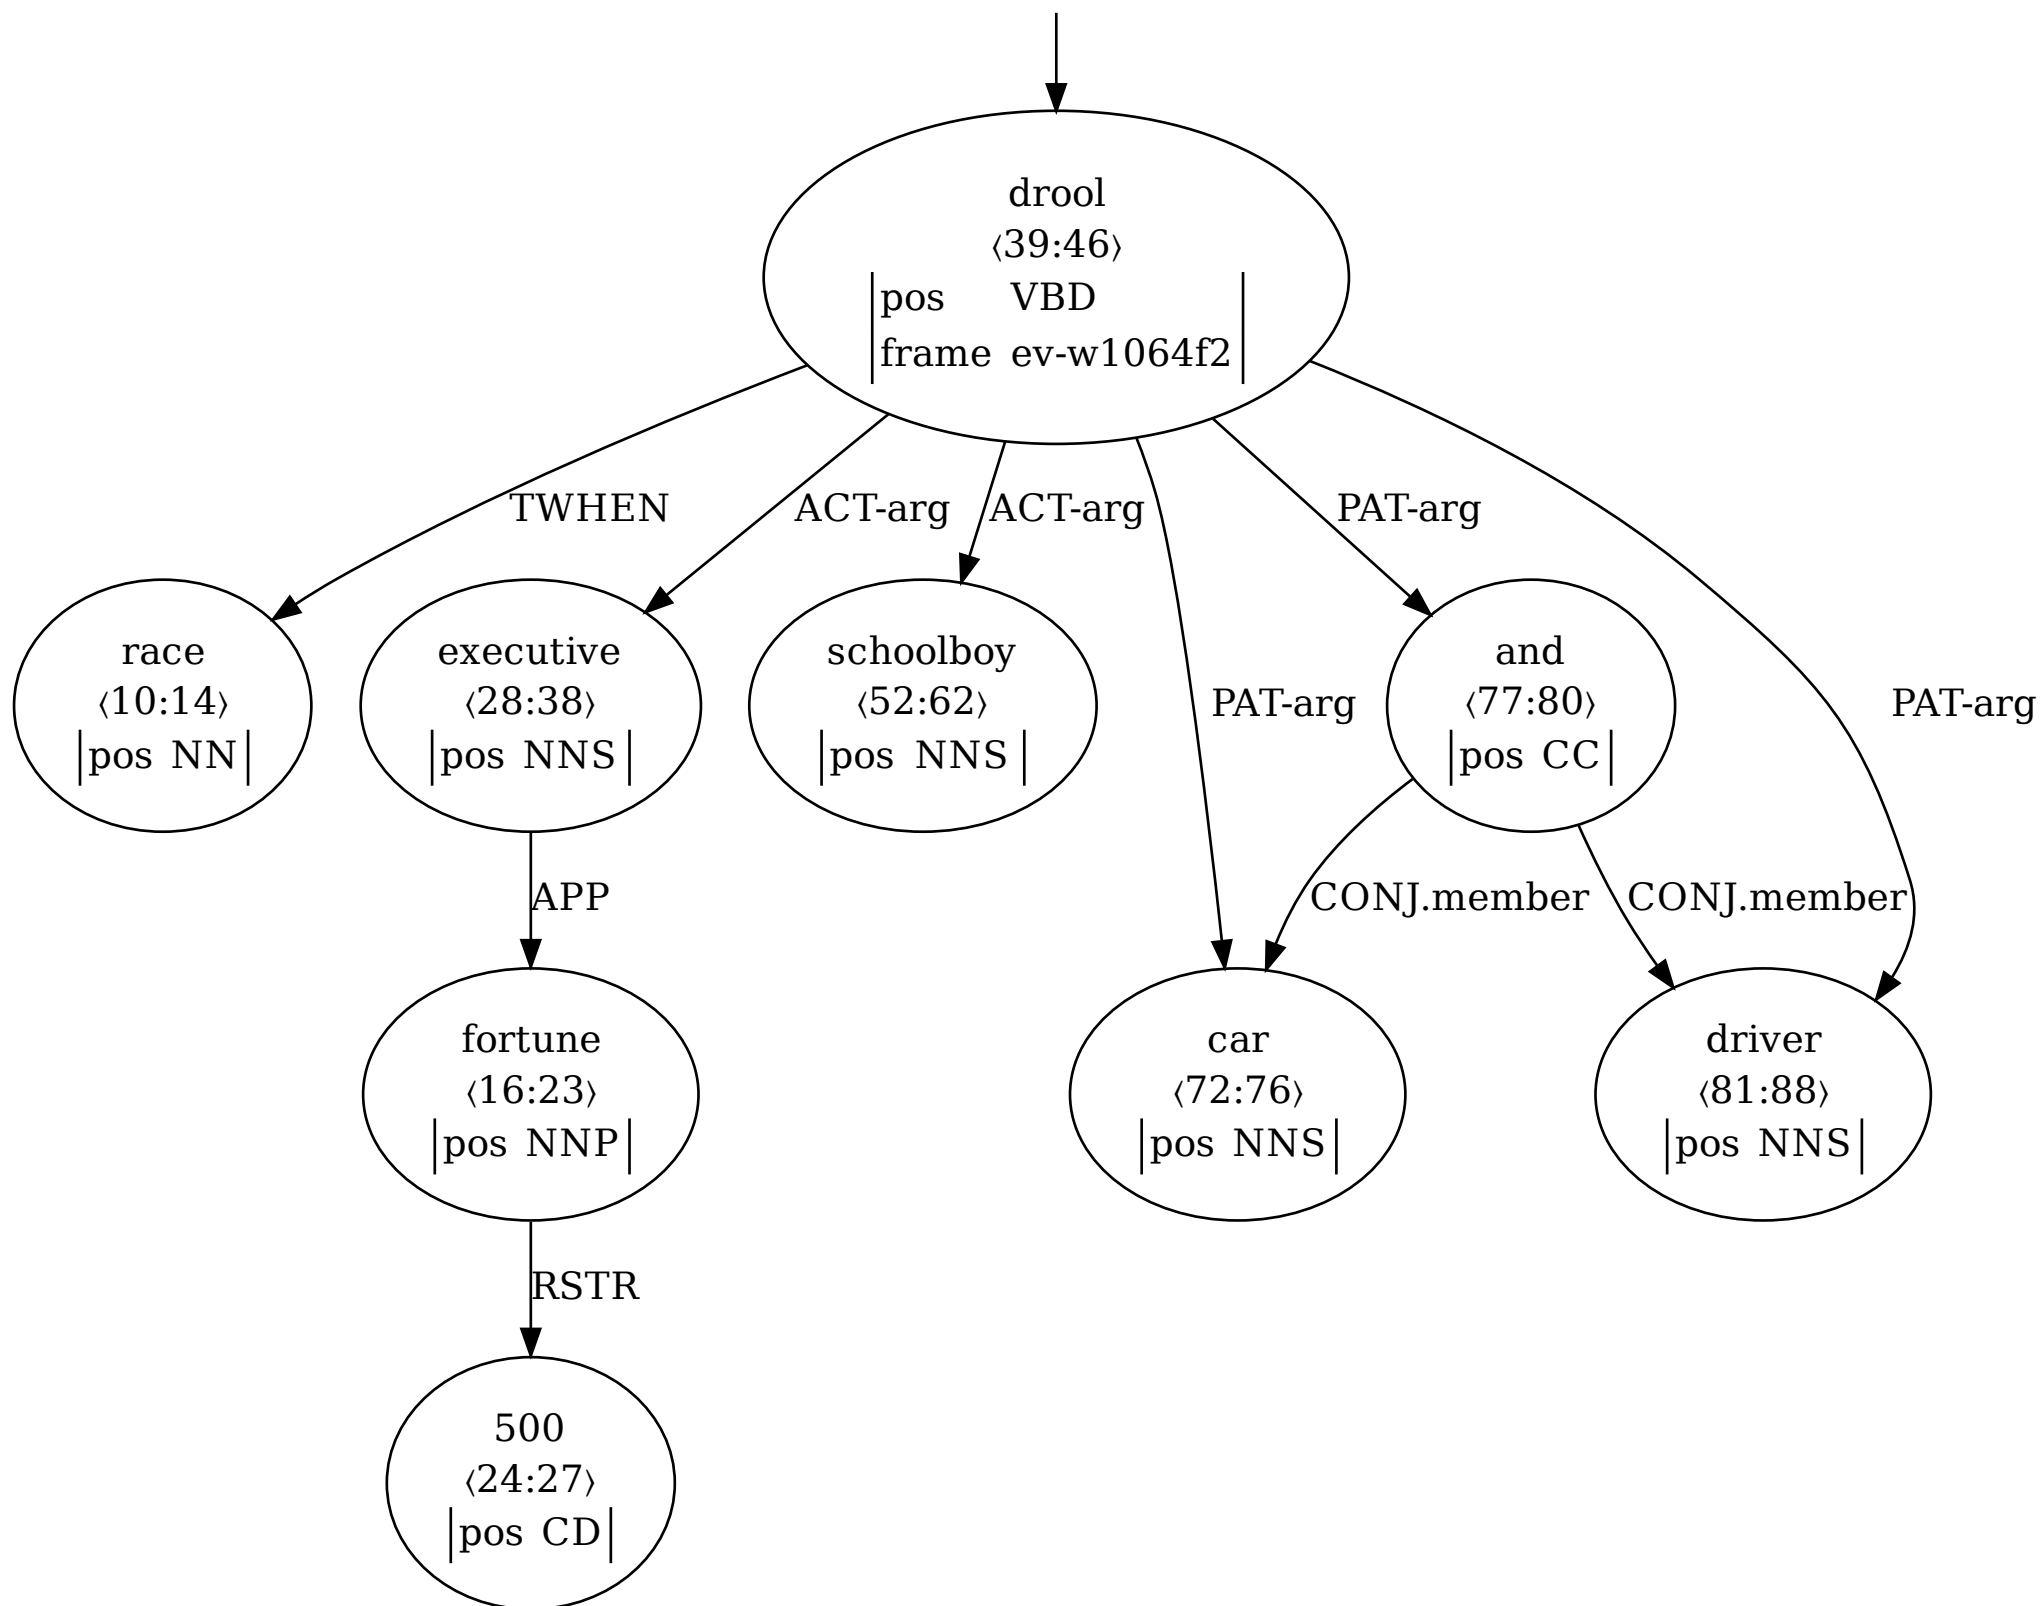 drool
⟨39:46⟩
pos VBD
frame ev-w1064f2
TWHEN
ACT-arg
ACT-arg
PAT-arg
race
⟨10:14⟩
pos NN
executive
⟨28:38⟩
pos NNS
schoolboy
⟨52:62⟩
pos NNS
PAT-arg
and
⟨77:80⟩
pos CC
PAT-arg
APP
CONJ.member
CONJ.member
fortune
⟨16:23⟩
pos NNP
car
⟨72:76⟩
pos NNS
driver
⟨81:88⟩
pos NNS
RSTR
500
⟨24:27⟩
pos CD